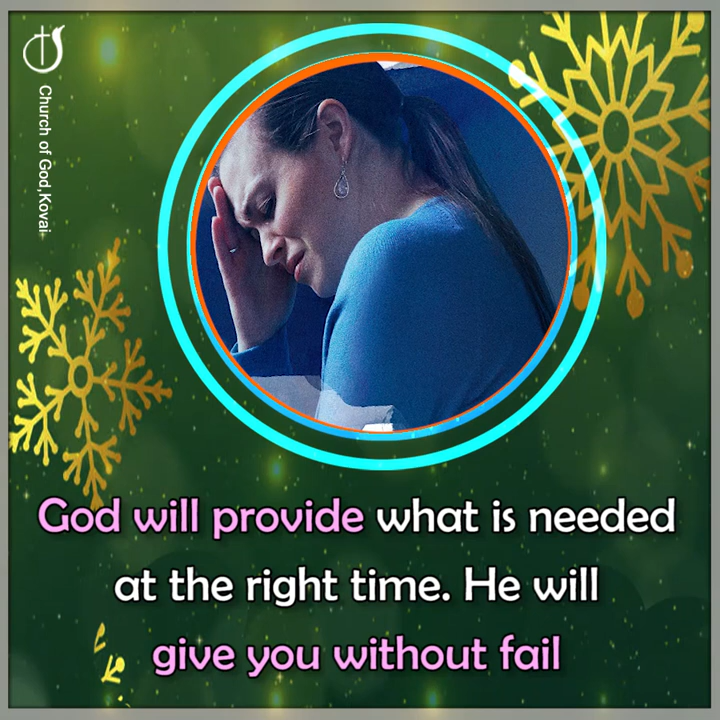 Church of God,Kovai
God will provide what is needed
at the right time. He will
give you without fail